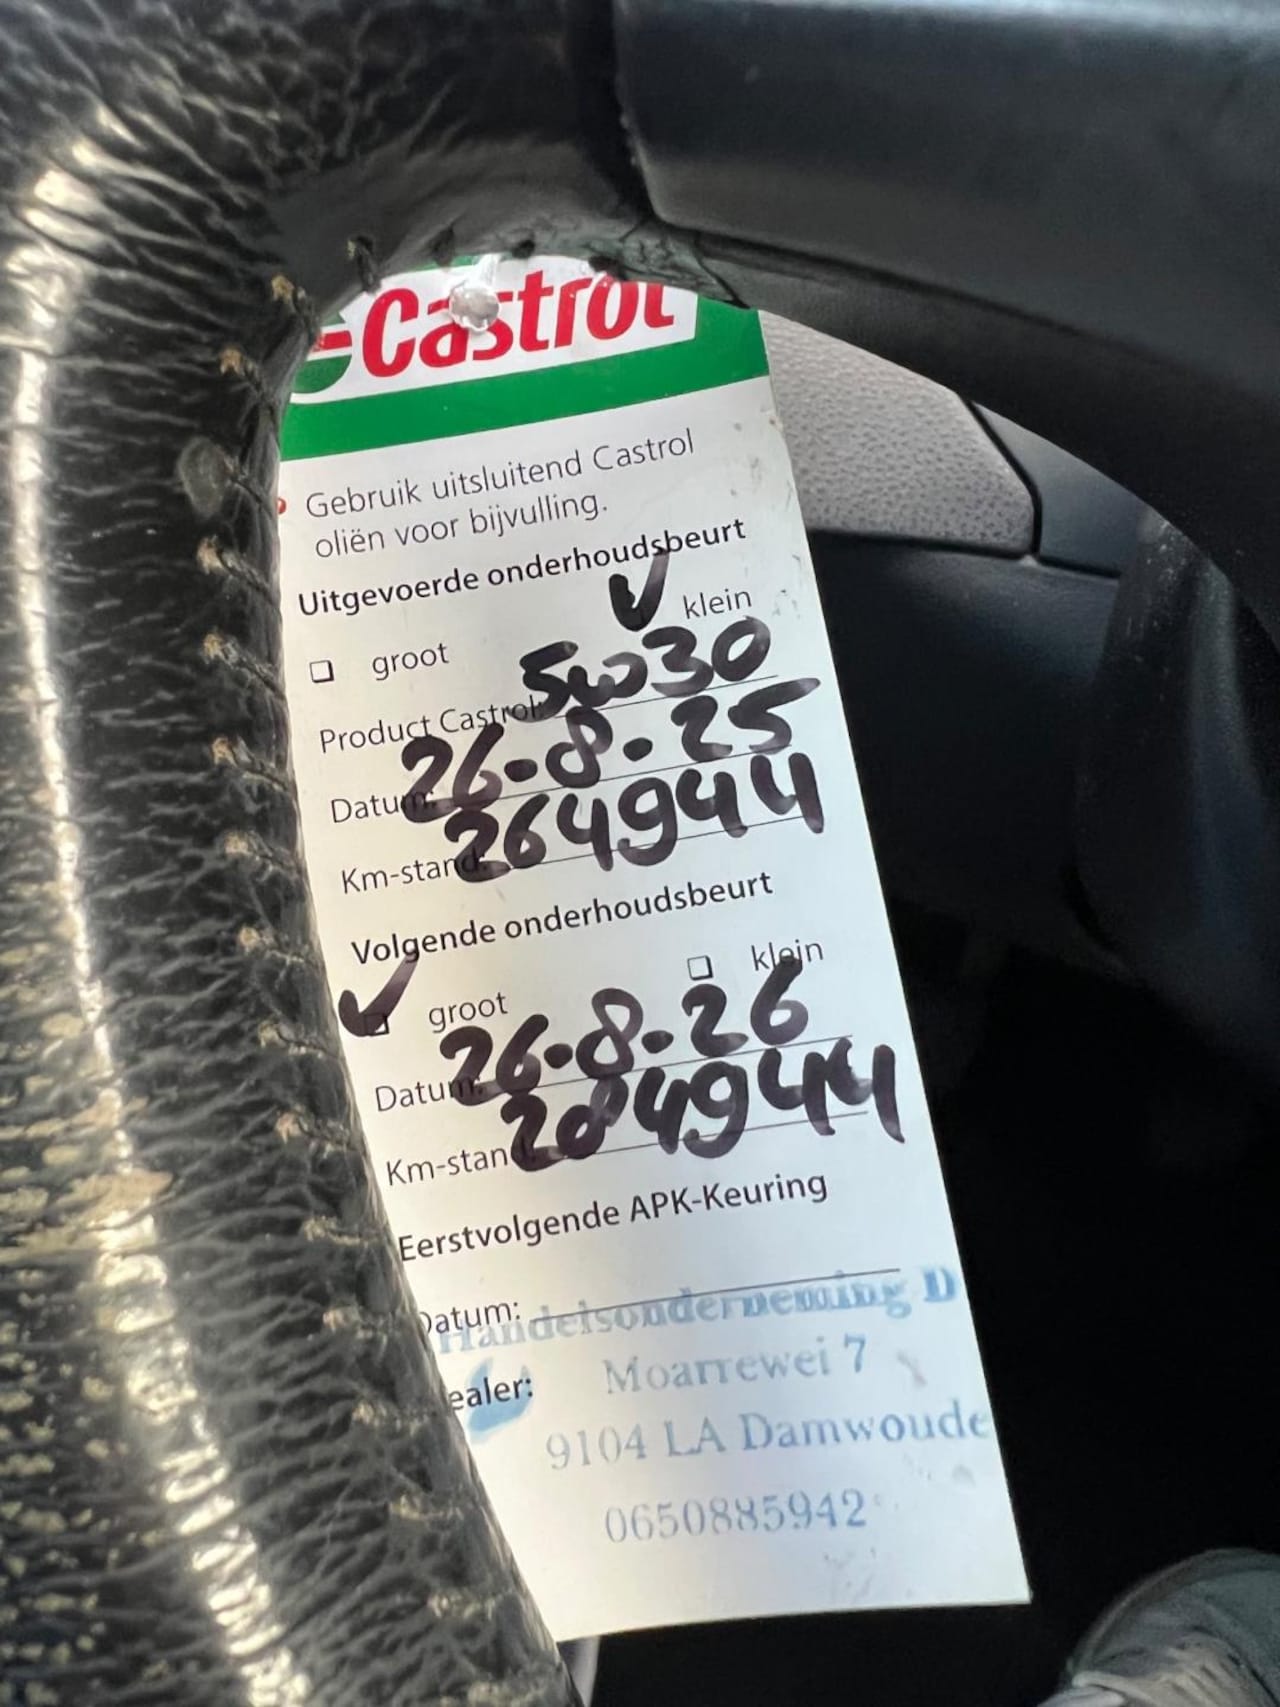 Castrol
Gebruik uitsluitend Castrol
oliën voor bijvulling.
Uitgevoerde onderhoudsbeurt
groot klein
Product Castrol: 5w30
Datum: 26-8-25
Km-stand: 264944
Volgende onderhoudsbeurt
groot klein
Datum: 26-8-26
Km-stan 284944
Eerstvolgende APK-Keuring
Datum:
Handelsonderneming D
ealer: Moarrewei 7
9104 LA Damwoude
0650885942